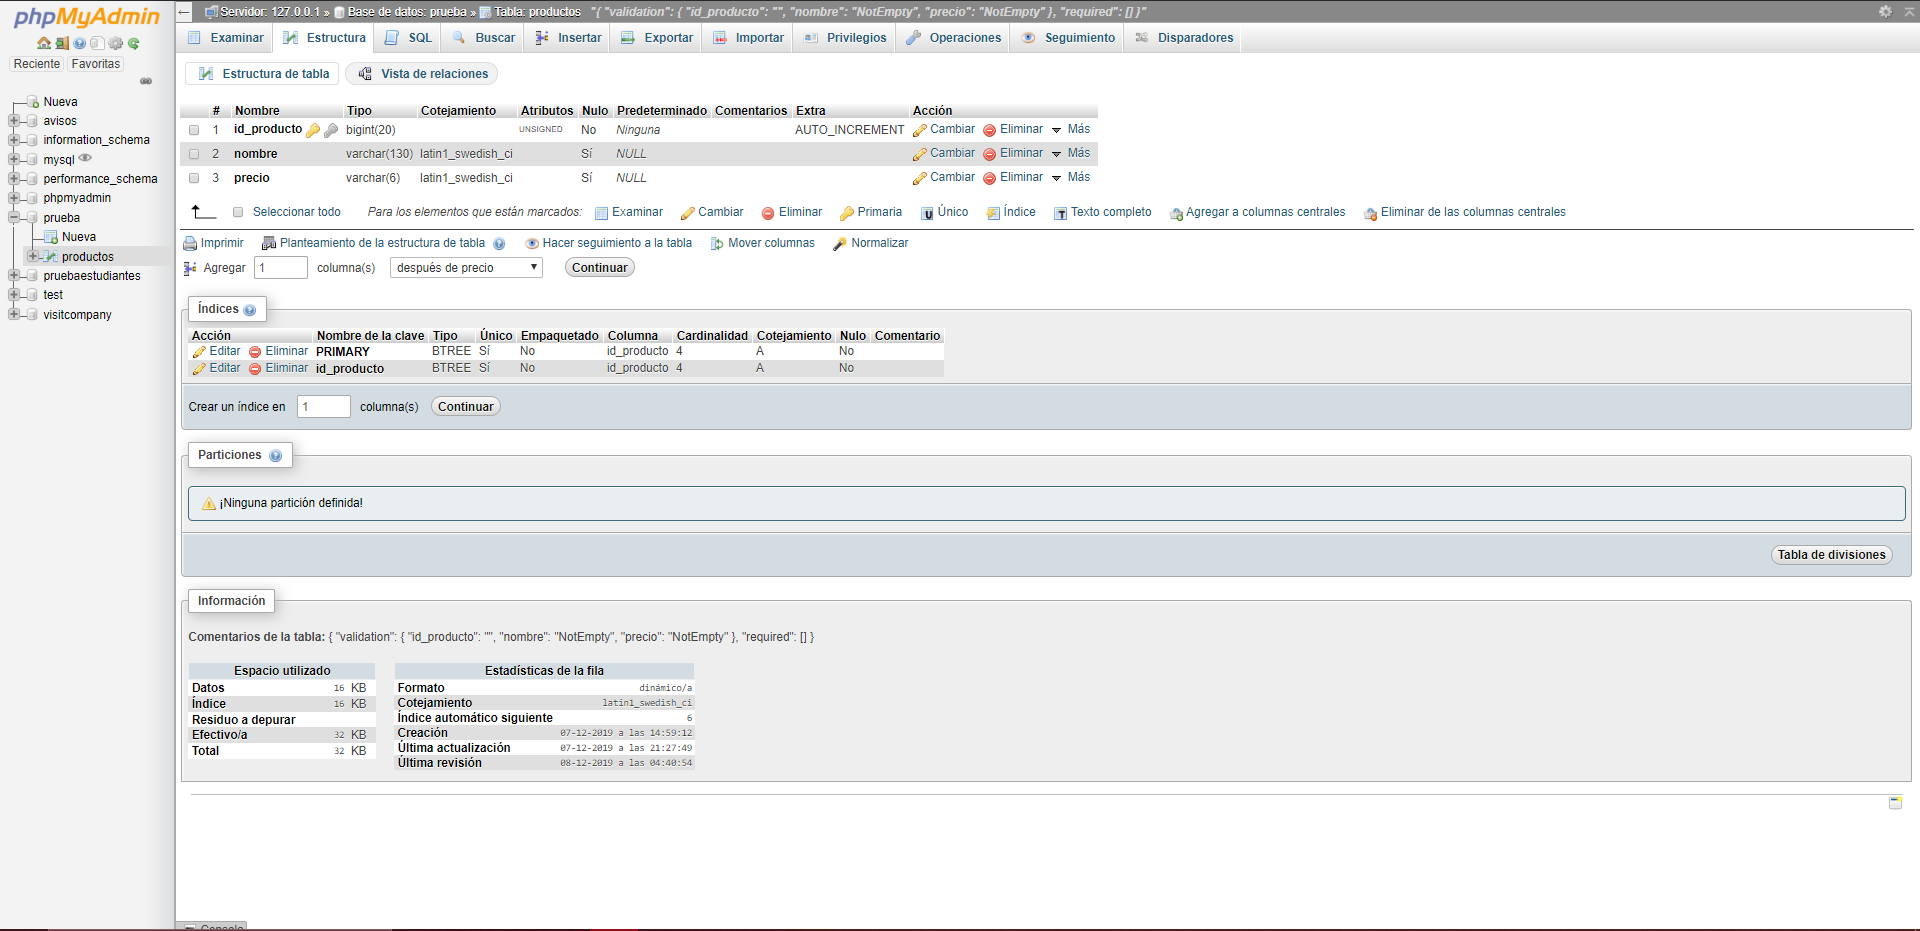 phpMyAdmin
Reciente Favoritas
Nueva
avisos
information_schema
mysql
performance_schema
phpmyadmin
prueba
Nueva
productos
pruebaestudiantes
test
visitcompany
Servidor: 127.0.0.1 » Base de datos: prueba » Tabla: productos "{ "validation": { "id_producto": "", "nombre": "NotEmpty", "precio": "NotEmpty" }, "required": [] }"
Examinar Estructura SQL Buscar Insertar Exportar Importar Privilegios Operaciones Seguimiento Disparadores
Estructura de tabla Vista de relaciones
# Nombre Tipo Cotejamiento Atributos Nulo Predeterminado Comentarios Extra Acción
1 id_producto bigint(20) UNSIGNED No Ninguna AUTO_INCREMENT Cambiar Eliminar Más
2 nombre varchar(130) latin1_swedish_ci Sí NULL Cambiar Eliminar Más
3 precio varchar(6) latin1_swedish_ci Sí NULL Cambiar Eliminar Más
Seleccionar todo Para los elementos que están marcados: Examinar Cambiar Eliminar Primaria Único Índice Texto completo Agregar a columnas centrales Eliminar de las columnas centrales
Imprimir Planteamiento de la estructura de tabla Hacer seguimiento a la tabla Mover columnas Normalizar
Agregar 1 columna(s) después de precio Continuar
Índices
Acción Nombre de la clave Tipo Único Empaquetado Columna Cardinalidad Cotejamiento Nulo Comentario
Editar Eliminar PRIMARY BTREE Sí No id_producto 4 A No
Editar Eliminar id_producto BTREE Sí No id_producto 4 A No
Crear un índice en 1 columna(s) Continuar
Particiones
¡Ninguna partición definida!
Tabla de divisiones
Información
Comentarios de la tabla: { "validation": { "id_producto": "", "nombre": "NotEmpty", "precio": "NotEmpty" }, "required": [] }
Espacio utilizado
Datos 16 KB
Índice 16 KB
Residuo a depurar
Efectivo/a 32 KB
Total 32 KB
Estadísticas de la fila
Formato dinámico/a
Cotejamiento latin1_swedish_ci
Índice automático siguiente 6
Creación 07-12-2019 a las 14:59:12
Última actualización 07-12-2019 a las 21:27:49
Última revisión 08-12-2019 a las 04:40:54
Consola